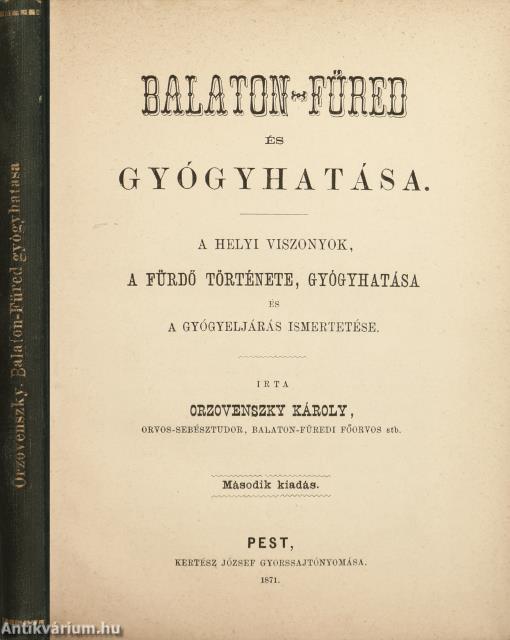 Orzovenszky. Balaton-Füred gyógyhatása
BALATON-FÜRED
ÉS
GYÓGYHATÁSA.
A HELYI VISZONYOK,
A FÜRDŐ TÖRTÉNETE, GYÓGYHATÁSA
ÉS
A GYÓGYELJÁRÁS ISMERTETÉSE.
IRTA
ORZOVENSZKY KÁROLY,
ORVOS-SEBÉSZTUDOR, BALATON-FÜREDI FŐORVOS stb.
Második kiadás.
PEST,
KERTÉSZ JÓZSEF GYORSSAJTÓNYOMÁSA.
1871.
Antikvárium.hu